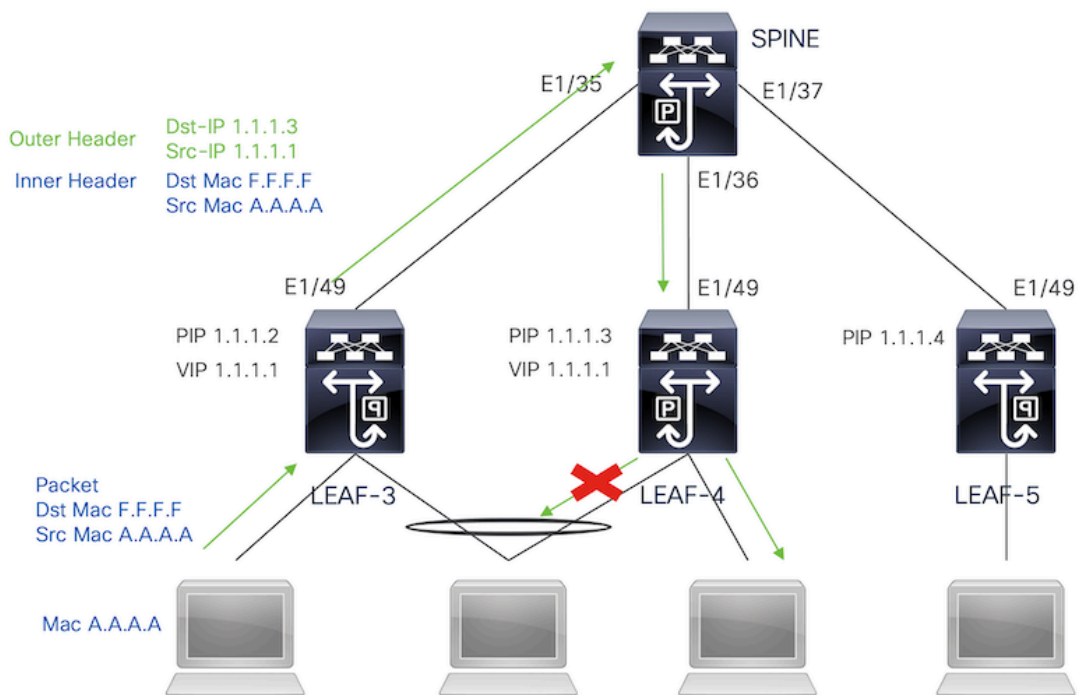 SPINE
E1/35
E1/37
Outer Header
Dst-IP 1.1.1.3
Src-IP 1.1.1.1
Inner Header
Dst Mac F.F.F.F
Src Mac A.A.A.A
P
E1/36
E1/49
E1/49
E1/49
PIP 1.1.1.2
VIP 1.1.1.1
PIP 1.1.1.3
VIP 1.1.1.1
PIP 1.1.1.4
P
P
P
LEAF-3
LEAF-4
LEAF-5
Packet
Dst Mac F.F.F.F
Src Mac A.A.A.A
Mac A.A.A.A